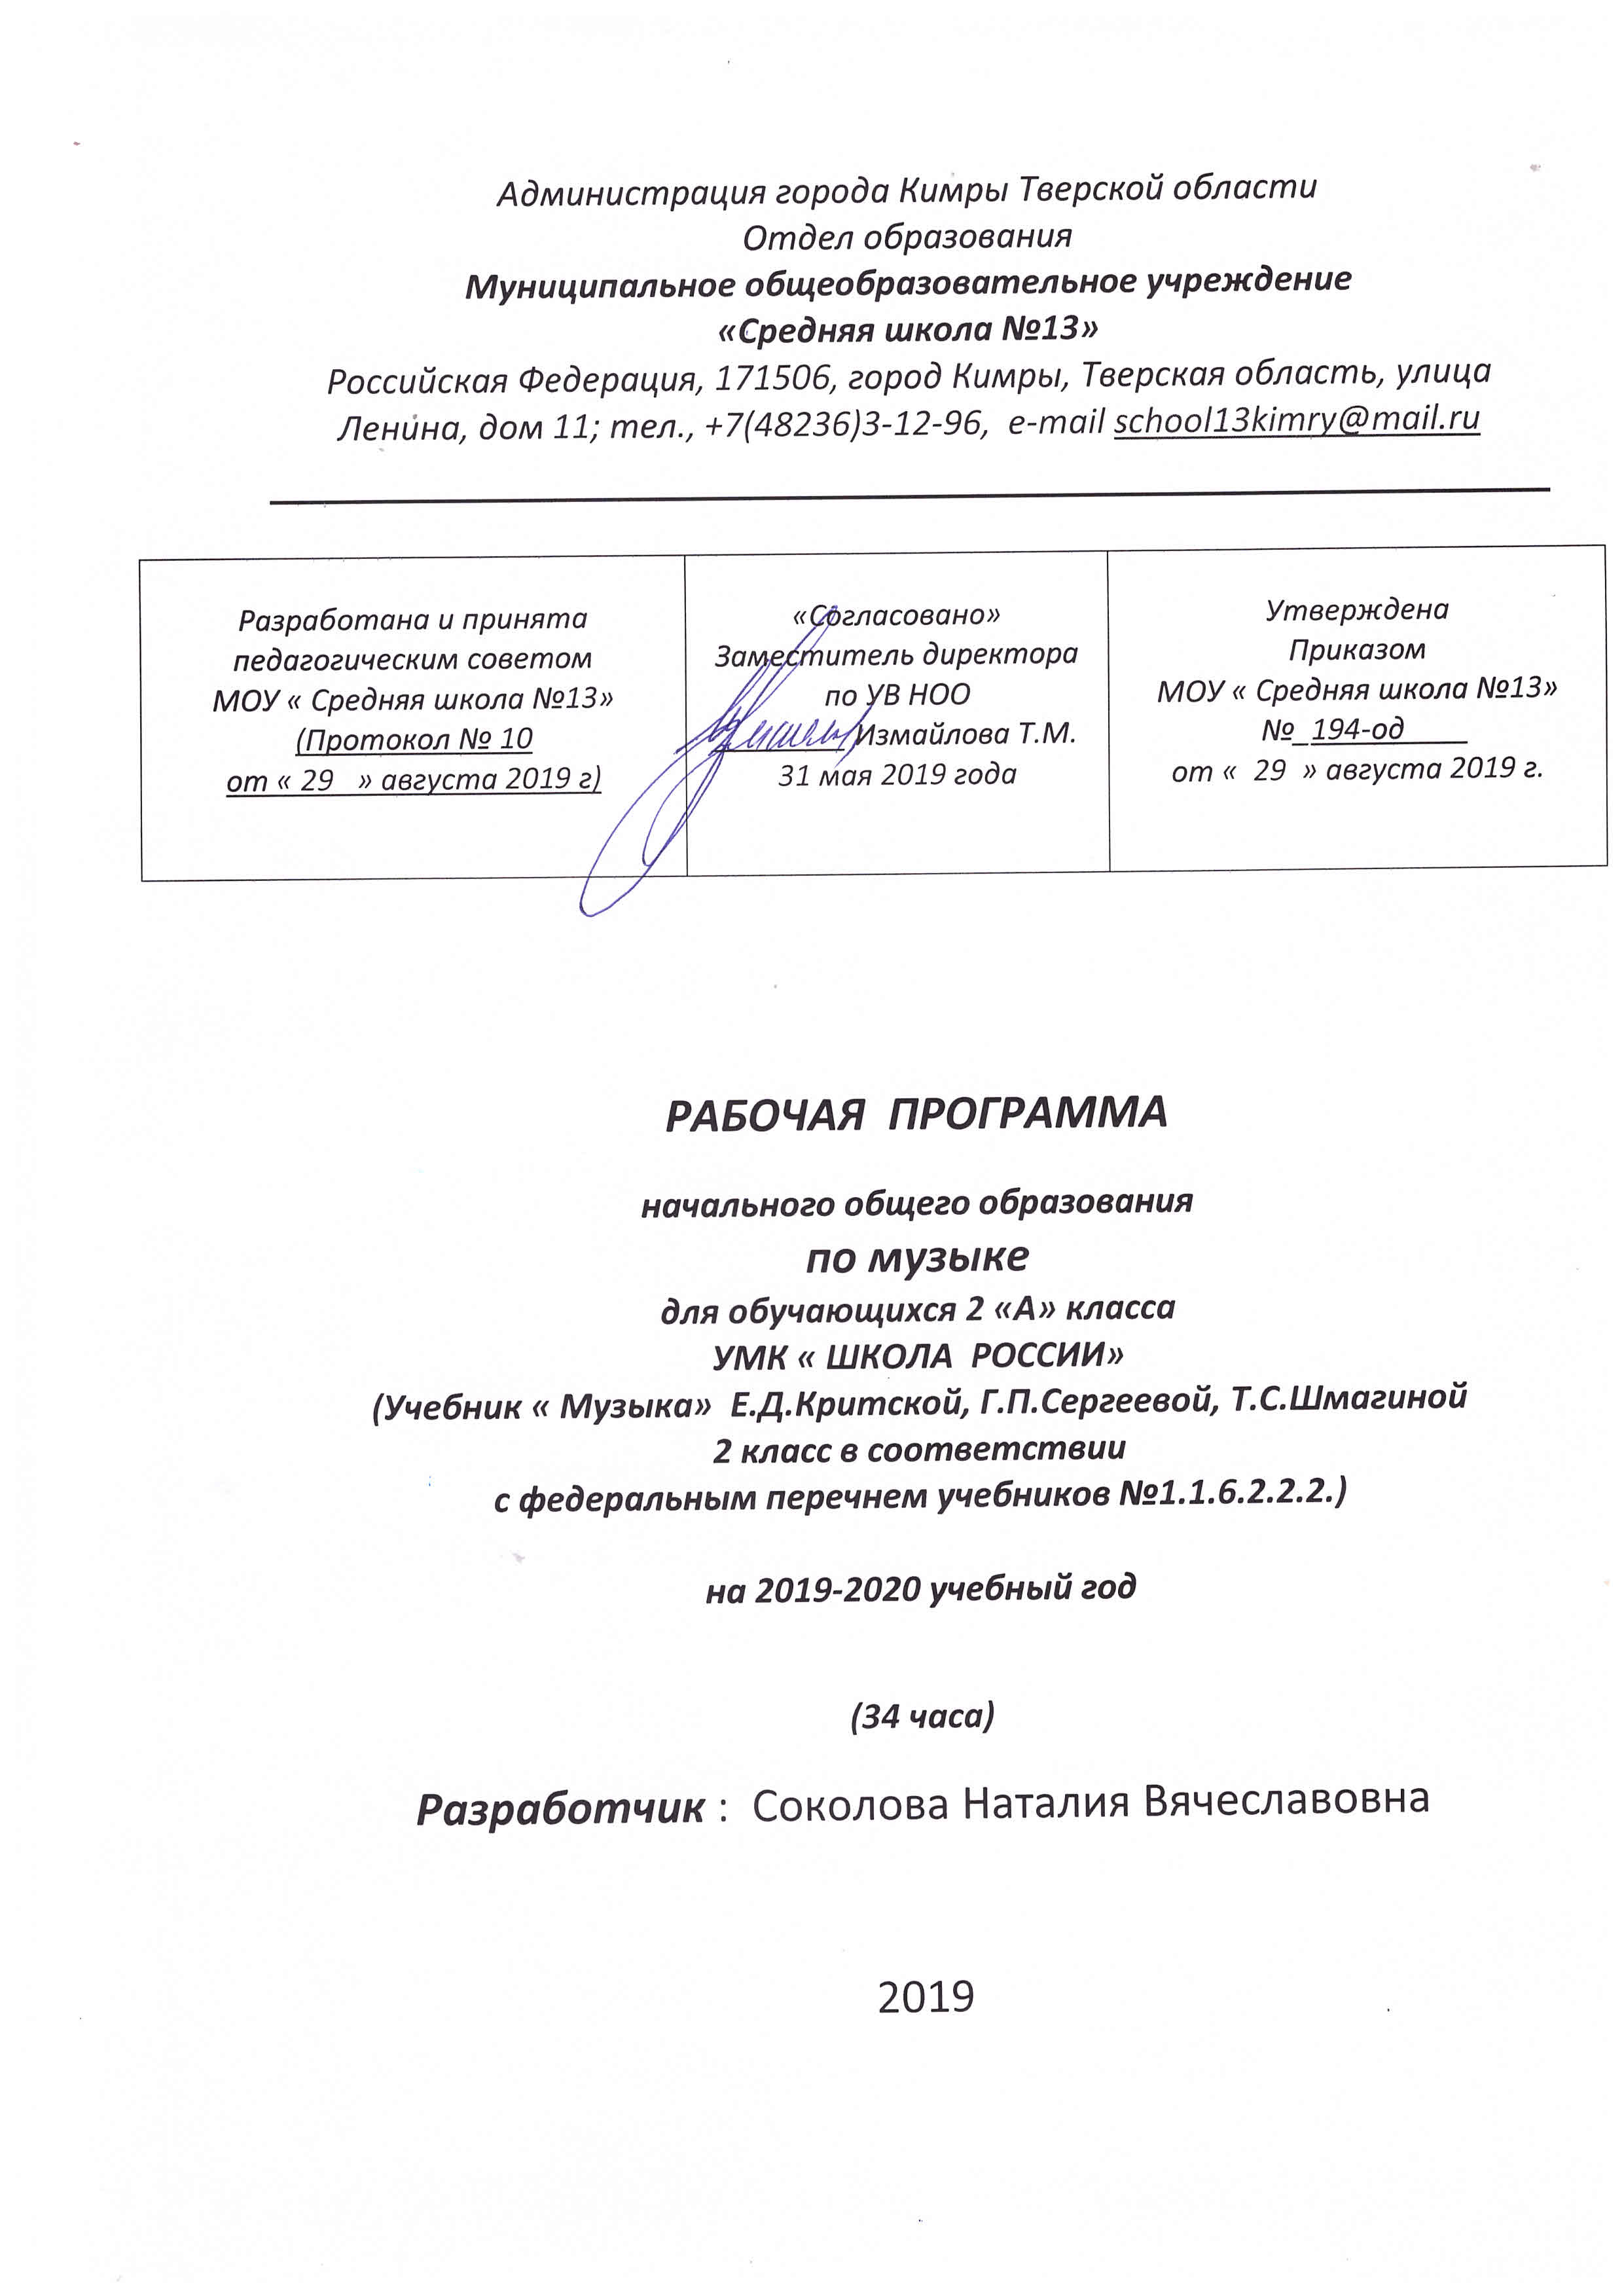 Администрация города Кимры Тверской области
Отдел образования
Муниципальное общеобразовательное учреждение
«Средняя школа №13»
Российская Федерация, 171506, город Кимры, Тверская область, улица
Ленина, дом 11; тел., +7(48236)3-12-96, e-mail school13kimry@mail.ru
Разработана и принята
педагогическим советом
МОУ « Средняя школа №13»
(Протокол № 10
от « 29 » августа 2019 г)
«Согласовано»
Заместитель директора
по УВ НОО
Измайлова Т.М.
31 мая 2019 года
Утверждена
Приказом
МОУ « Средняя школа №13»
№_194-од
от « 29 » августа 2019 г.
РАБОЧАЯ ПРОГРАММА
начального общего образования
по музыке
для обучающихся 2 «А» класса
УМК « ШКОЛА РОССИИ»
(Учебник « Музыка» Е.Д.Критской, Г.П.Сергеевой, Т.С.Шмагиной
2 класс в соответствии
с федеральным перечнем учебников №1.1.6.2.2.2.)
на 2019-2020 учебный год
(34 часа)
Разработчик : Соколова Наталия Вячеславовна
2019